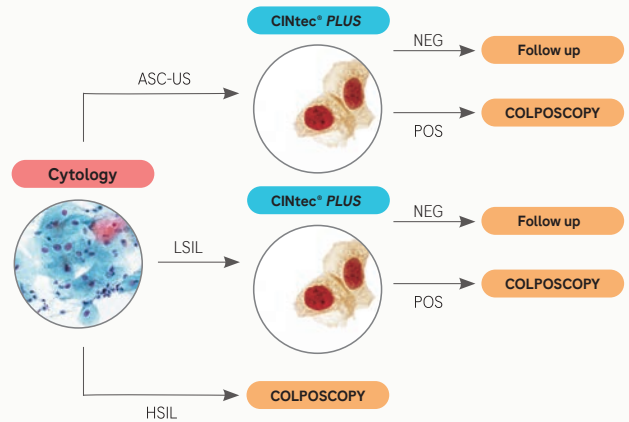 CINtec® PLUS
NEG
Follow up
ASC-US
COLPOSCOPY
POS
Cytology
CINtec® PLUS
NEG
Follow up
LSIL
COLPOSCOPY
POS
COLPOSCOPY
HSIL